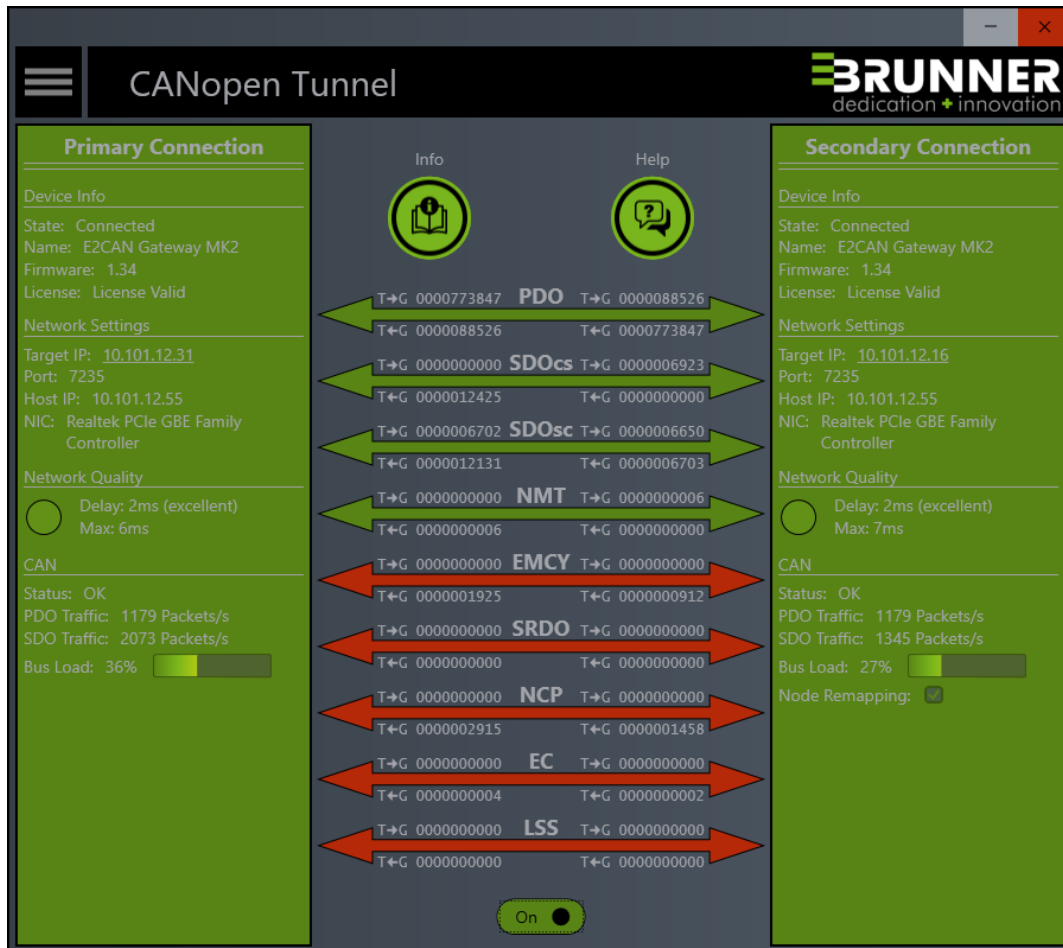 CANopen Tunnel
BRUNNER
dedication + innovation
Primary Connection
Device Info
State: Connected
Name: E2CAN Gateway MK2
Firmware: 1.34
License: License Valid
Network Settings
Target IP: 10.101.12.31
Port: 7235
Host IP: 10.101.12.55
NIC: Realtek PCIe GBE Family
Controller
Network Quality
Delay: 2ms (excellent)
Max: 6ms
CAN
Status: OK
PDO Traffic: 1179 Packets/s
SDO Traffic: 2073 Packets/s
Bus Load: 36%
Info Help
T➔G 0000773847 PDO T➔G 0000088526
T←G 0000088526 T←G 0000773847
T➔G 0000000000 SDOcs T➔G 0000006923
T←G 0000012425 T←G 0000000000
T➔G 0000006702 SDOsc T➔G 0000006650
T←G 0000012131 T←G 0000006703
T➔G 0000000000 NMT T➔G 0000000006
T←G 0000000006 T←G 0000000000
T➔G 0000000000 EMCY T➔G 0000000000
T←G 0000001925 T←G 0000000912
T➔G 0000000000 SRDO T➔G 0000000000
T←G 0000000000 T←G 0000000000
T➔G 0000000000 NCP T➔G 0000000000
T←G 0000002915 T←G 0000001458
T➔G 0000000000 EC T➔G 0000000000
T←G 0000000004 T←G 0000000002
T➔G 0000000000 LSS T➔G 0000000000
T←G 0000000000 T←G 0000000000
On
Secondary Connection
Device Info
State: Connected
Name: E2CAN Gateway MK2
Firmware: 1.34
License: License Valid
Network Settings
Target IP: 10.101.12.16
Port: 7235
Host IP: 10.101.12.55
NIC: Realtek PCIe GBE Family
Controller
Network Quality
Delay: 2ms (excellent)
Max: 7ms
CAN
Status: OK
PDO Traffic: 1179 Packets/s
SDO Traffic: 1345 Packets/s
Bus Load: 27%
Node Remapping: